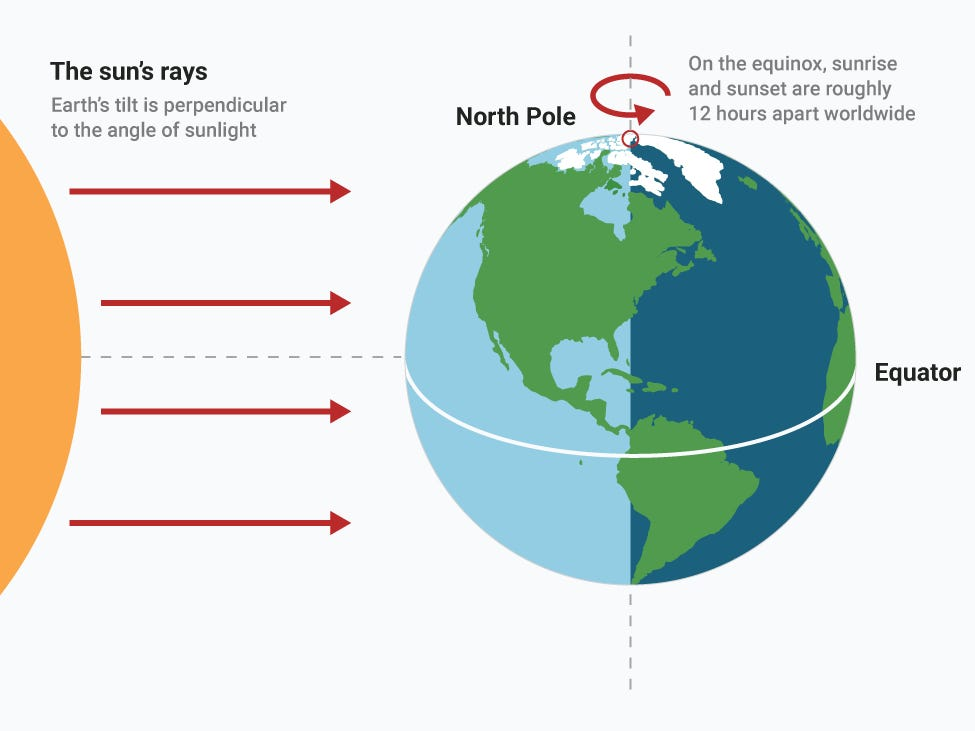 The sun's rays
Earth's tilt is perpendicular
to the angle of sunlight
On the equinox, sunrise
and sunset are roughly
12 hours apart worldwide
North Pole
Equator